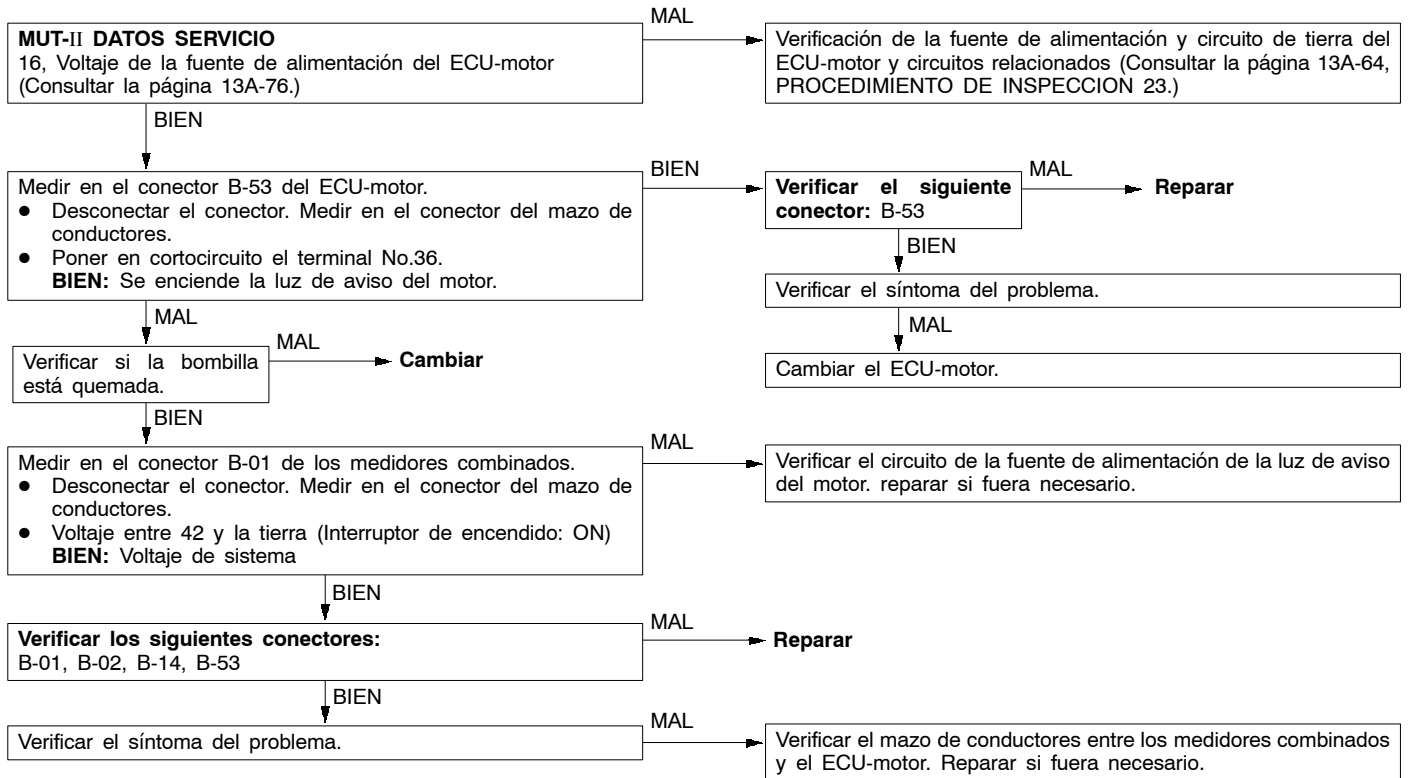 MAL
MUT-II DATOS SERVICIO
16, Voltaje de la fuente de alimentación del ECU-motor
(Consultar la página 13A-76.)
Verificación de la fuente de alimentación y circuito de tierra del
ECU-motor y circuitos relacionados (Consultar la página 13A-64,
PROCEDIMIENTO DE INSPECCION 23.)
BIEN
Medir en el conector B-53 del ECU-motor.
● Desconectar el conector. Medir en el conector del mazo de
conductores.
● Poner en cortocircuito el terminal No.36.
BIEN: Se enciende la luz de aviso del motor.
BIEN
Verificar el siguiente
conector: B-53
MAL
Reparar
BIEN
Verificar el síntoma del problema.
MAL
Cambiar el ECU-motor.
MAL
Verificar si la bombilla
está quemada.
MAL
Cambiar
BIEN
Medir en el conector B-01 de los medidores combinados.
● Desconectar el conector. Medir en el conector del mazo de
conductores.
● Voltaje entre 42 y la tierra (Interruptor de encendido: ON)
BIEN: Voltaje de sistema
MAL
Verificar el circuito de la fuente de alimentación de la luz de aviso
del motor. reparar si fuera necesario.
BIEN
Verificar los siguientes conectores:
B-01, B-02, B-14, B-53
MAL
Reparar
BIEN
Verificar el síntoma del problema.
MAL
Verificar el mazo de conductores entre los medidores combinados
y el ECU-motor. Reparar si fuera necesario.